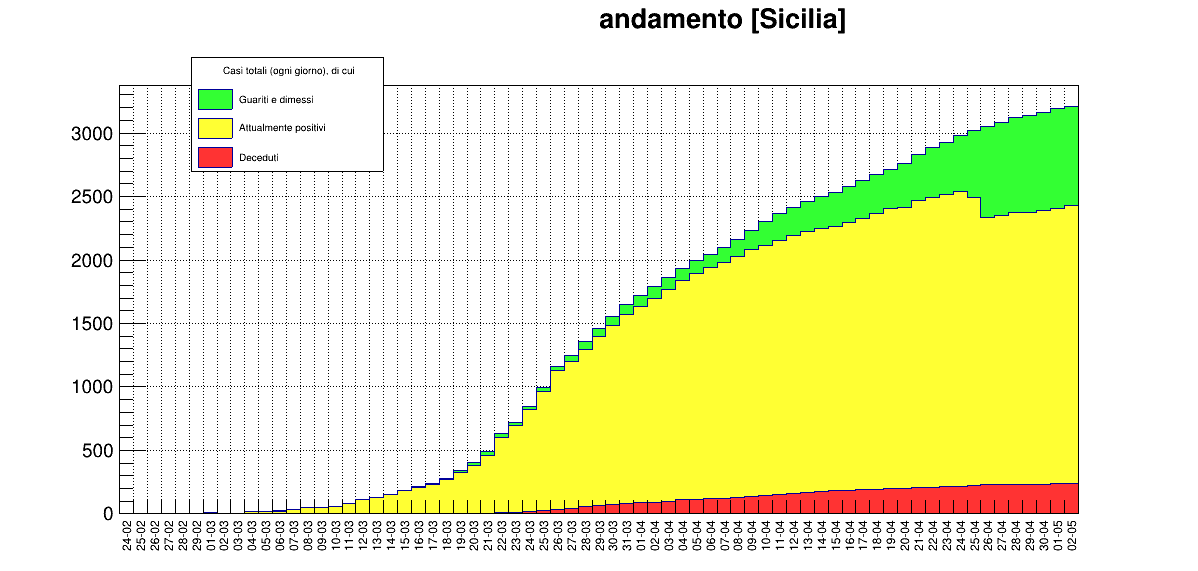 andamento [Sicilia]
Casi totali (ogni giorno), di cui
Guariti e dimessi
Attualmente positivi
Deceduti
3000
2500
2000
1500
1000
500
0
24-02 25-02 26-02 27-02 28-02 29-02 01-03 02-03 03-03 04-03 05-03 06-03 07-03 08-03 09-03 10-03 11-03 12-03 13-03 14-03 15-03 16-03 17-03 18-03 19-03 20-03 21-03 22-03 23-03 24-03 25-03 26-03 27-03 28-03 29-03 30-03 31-03 01-04 02-04 03-04 04-04 05-04 06-04 07-04 08-04 09-04 10-04 11-04 12-04 13-04 14-04 15-04 16-04 17-04 18-04 19-04 20-04 21-04 22-04 23-04 24-04 25-04 26-04 27-04 28-04 29-04 30-04 01-05 02-05